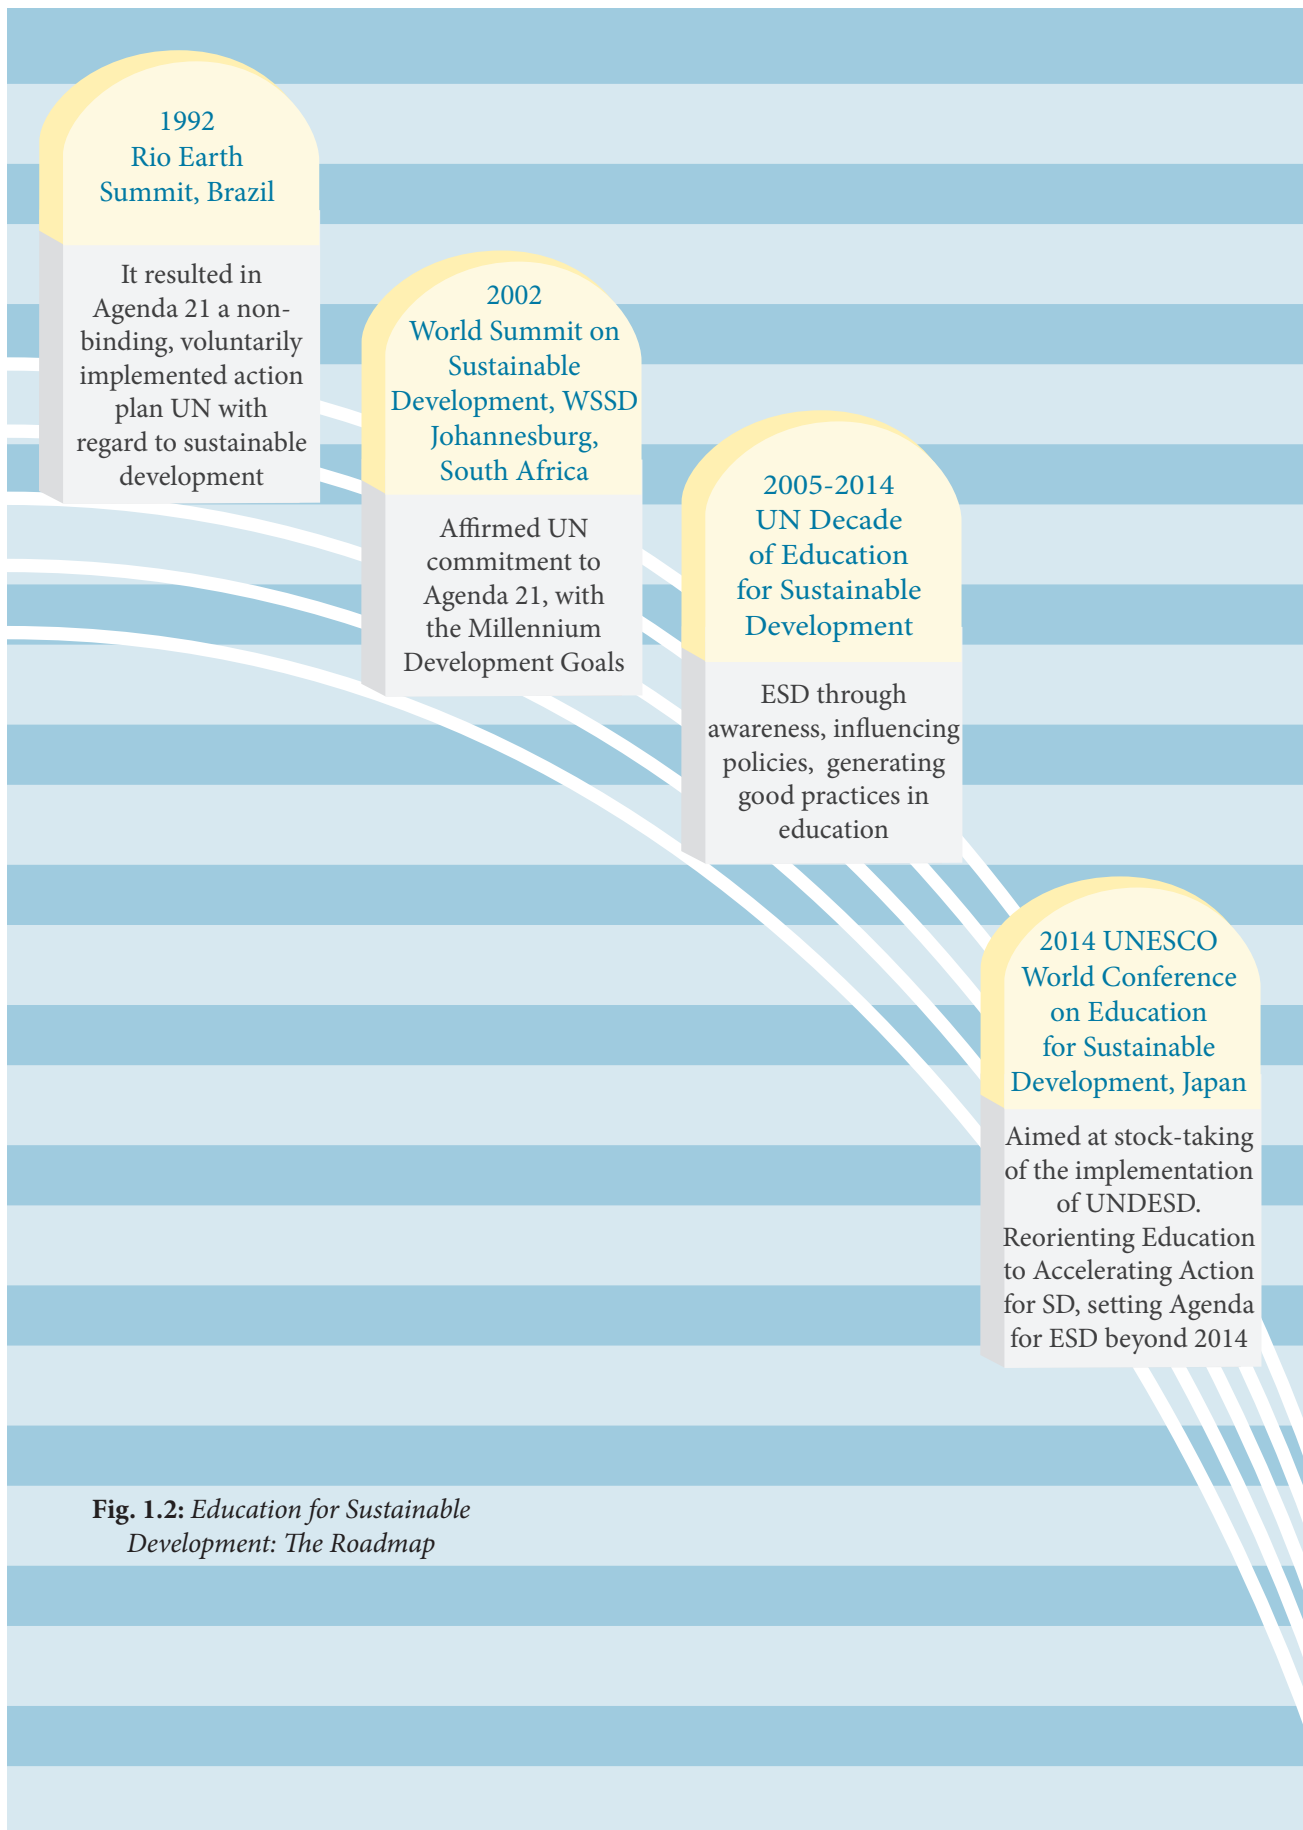 1992
Rio Earth
Summit, Brazil
It resulted in
Agenda 21 a non-
binding, voluntarily
implemented action
plan UN with
regard to sustainable
development
2002
World Summit on
Sustainable
Development, WSSD
Johannesburg,
South Africa
Affirmed UN
commitment to
Agenda 21, with
the Millennium
Development Goals
2005-2014
UN Decade
of Education
for Sustainable
Development
ESD through
awareness, influencing
policies,  generating
good practices in
education
2014 UNESCO
World Conference
on Education
for Sustainable
Development, Japan
Aimed at stock-taking
of the implementation
of UNDESD.
Reorienting Education
to Accelerating Action
for SD, setting Agenda
for ESD beyond 2014
Fig. 1.2: Education for Sustainable
Development: The Roadmap